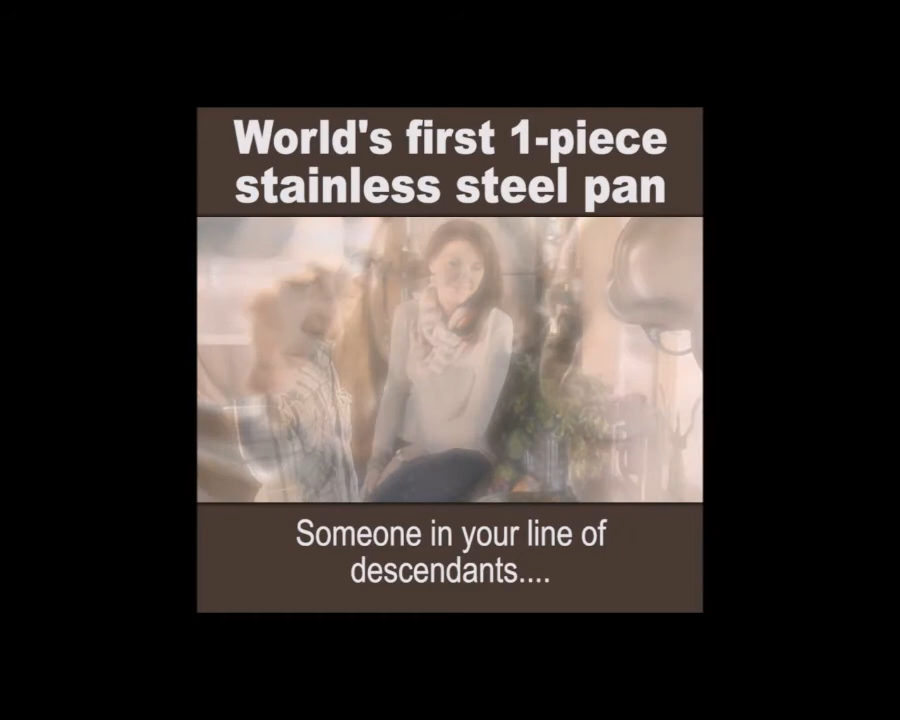 World's first 1-piece
stainless steel pan
Someone in your line of
descendants....